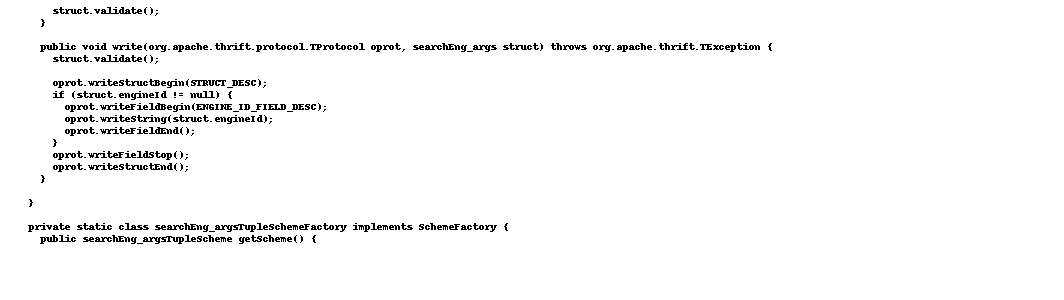 struct.validate();
}
public void write(org.apache.thrift.protocol.TProtocol oprot, searchEng_args struct) throws org.apache.thrift.TException {
struct.validate();
oprot.writeStructBegin(STRUCT_DESC);
if (struct.engineId != null) {
oprot.writeFieldBegin(ENGINE_ID_FIELD_DESC);
oprot.writeString(struct.engineId);
oprot.writeFieldEnd();
}
oprot.writeFieldStop();
oprot.writeStructEnd();
}
}
private static class searchEng_argsTupleSchemeFactory implements SchemeFactory {
public searchEng_argsTupleScheme getScheme() {